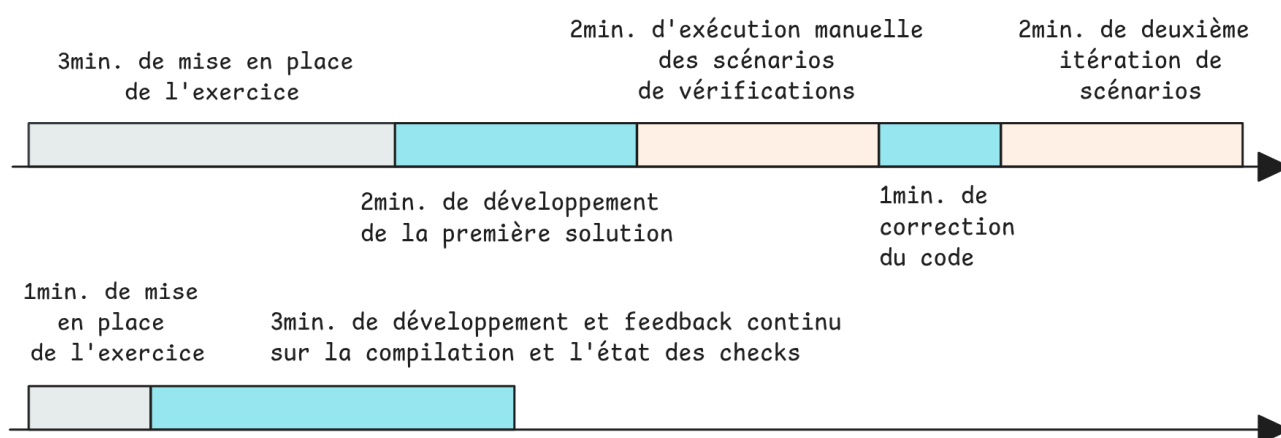 3min. de mise en place
de l'exercice
2min. d'exécution manuelle
des scénarios
de vérifications
2min. de deuxième
itération de
scénarios
2min. de développement
de la première solution
1min. de
correction
du code
1min. de mise
en place
de l'exercice
3min. de développement et feedback continu
sur la compilation et l'état des checks